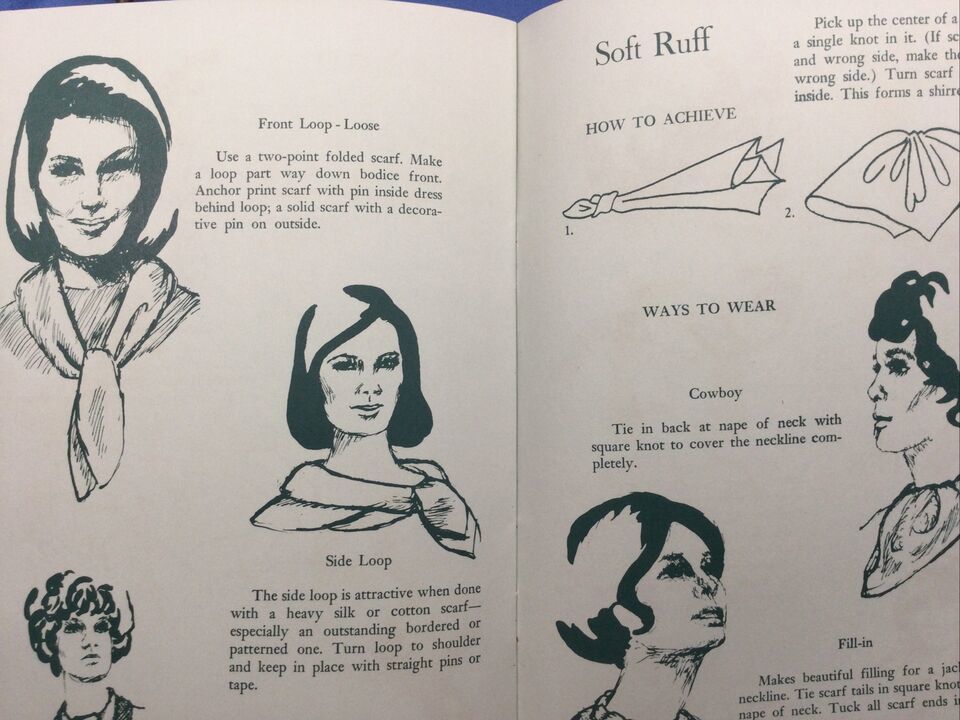 Front Loop - Loose
Use a two-point folded scarf. Make
a loop part way down bodice front.
Anchor print scarf with pin inside dress
behind loop; a solid scarf with a decora-
tive pin on outside.
Side Loop
The side loop is attractive when done
with a heavy silk or cotton scarf—
especially an outstanding bordered or
patterned one. Turn loop to shoulder
and keep in place with straight pins or
tape.
Soft Ruff
Pick up the center of a
a single knot in it. (If sc
and wrong side, make the
wrong side.) Turn scarf
inside. This forms a shirre
HOW TO ACHIEVE
1.
2.
WAYS TO WEAR
Cowboy
Tie in back at nape of neck with
square knot to cover the neckline com-
pletely.
Fill-in
Makes beautiful filling for a jack
neckline. Tie scarf tails in square knot
nape of neck. Tuck all scarf ends in